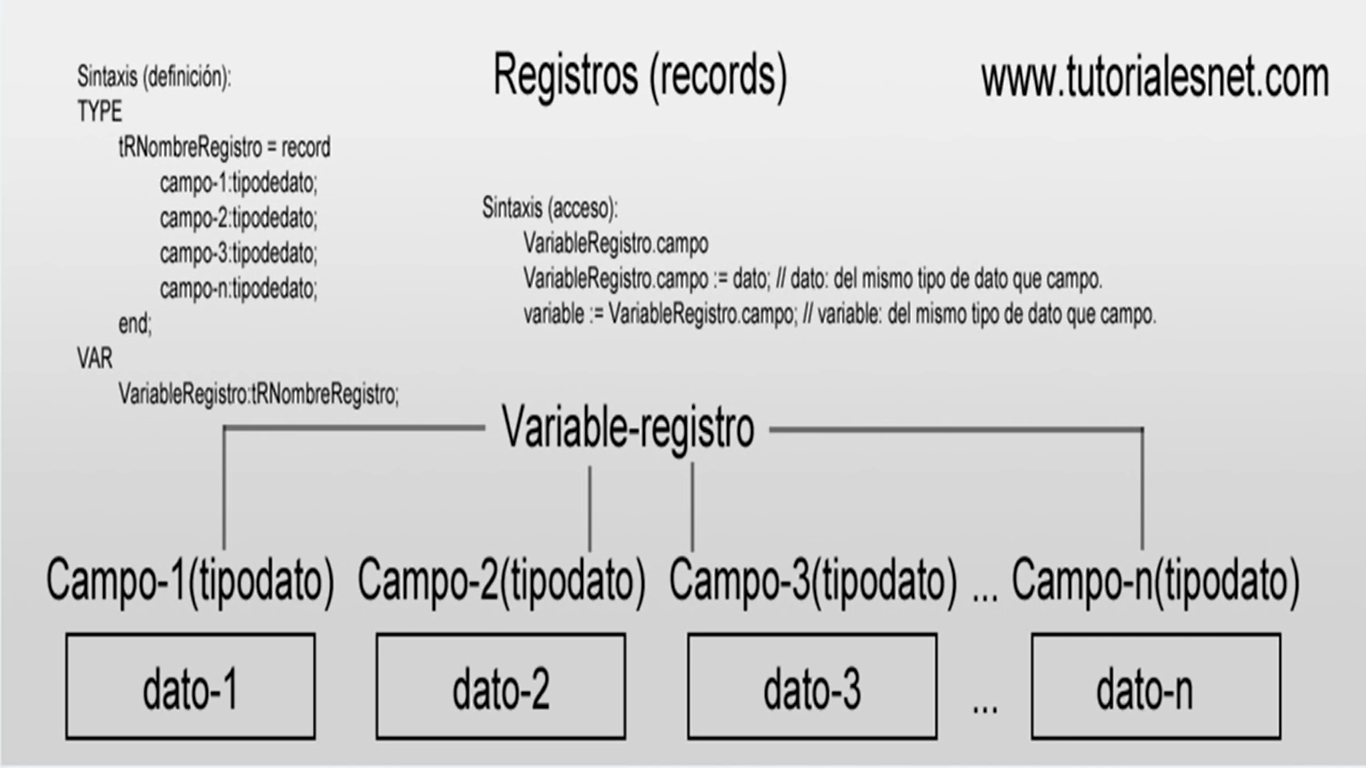 Registros (records)
www.tutorialesnet.com
Sintaxis (definición):
TYPE
tRNombreRegistro = record
campo-1:tipodedato;
campo-2:tipodedato;
campo-3:tipodedato;
campo-n:tipodedato;
end;
VAR
VariableRegistro:tRNombreRegistro;
Sintaxis (acceso):
VariableRegistro.campo
VariableRegistro.campo := dato; // dato: del mismo tipo de dato que campo.
variable := VariableRegistro.campo; // variable: del mismo tipo de dato que campo.
Variable-registro
Campo-1(tipodato) Campo-2(tipodato) Campo-3(tipodato) ... Campo-n(tipodato)
dato-1 dato-2 dato-3 ... dato-n